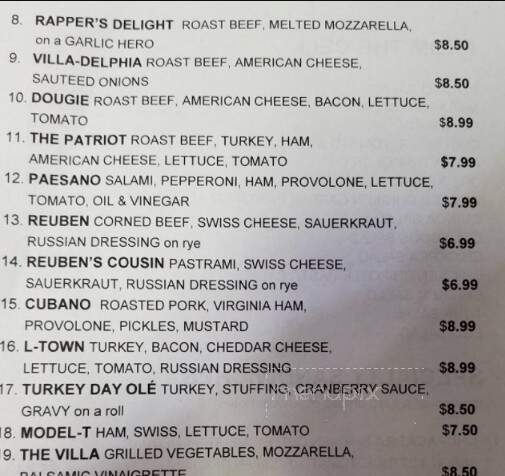 8. RAPPER'S DELIGHT ROAST BEEF, MELTED MOZZARELLA,
on a GARLIC HERO $8.50
9. VILLA-DELPHIA ROAST BEEF, AMERICAN CHEESE,
SAUTEED ONIONS $8.50
10. DOUGIE ROAST BEEF, AMERICAN CHEESE, BACON, LETTUCE,
TOMATO $8.99
11. THE PATRIOT ROAST BEEF, TURKEY, HAM,
AMERICAN CHEESE, LETTUCE, TOMATO $7.99
12. PAESANO SALAMI, PEPPERONI, HAM, PROVOLONE, LETTUCE,
TOMATO, OIL & VINEGAR $7.99
13. REUBEN CORNED BEEF, SWISS CHEESE, SAUERKRAUT,
RUSSIAN DRESSING on rye $6.99
14. REUBEN'S COUSIN PASTRAMI, SWISS CHEESE,
SAUERKRAUT, RUSSIAN DRESSING on rye $6.99
15. CUBANO ROASTED PORK, VIRGINIA HAM,
PROVOLONE, PICKLES, MUSTARD $8.99
16. L-TOWN TURKEY, BACON, CHEDDAR CHEESE,
LETTUCE, TOMATO, RUSSIAN DRESSING $8.99
17. TURKEY DAY OLÉ TURKEY, STUFFING, CRANBERRY SAUCE,
GRAVY on a roll $8.50
18. MODEL-T HAM, SWISS, LETTUCE, TOMATO $7.50
19. THE VILLA GRILLED VEGETABLES, MOZZARELLA,
BALSAMIC VINAIGRETTE $8.50
menupix